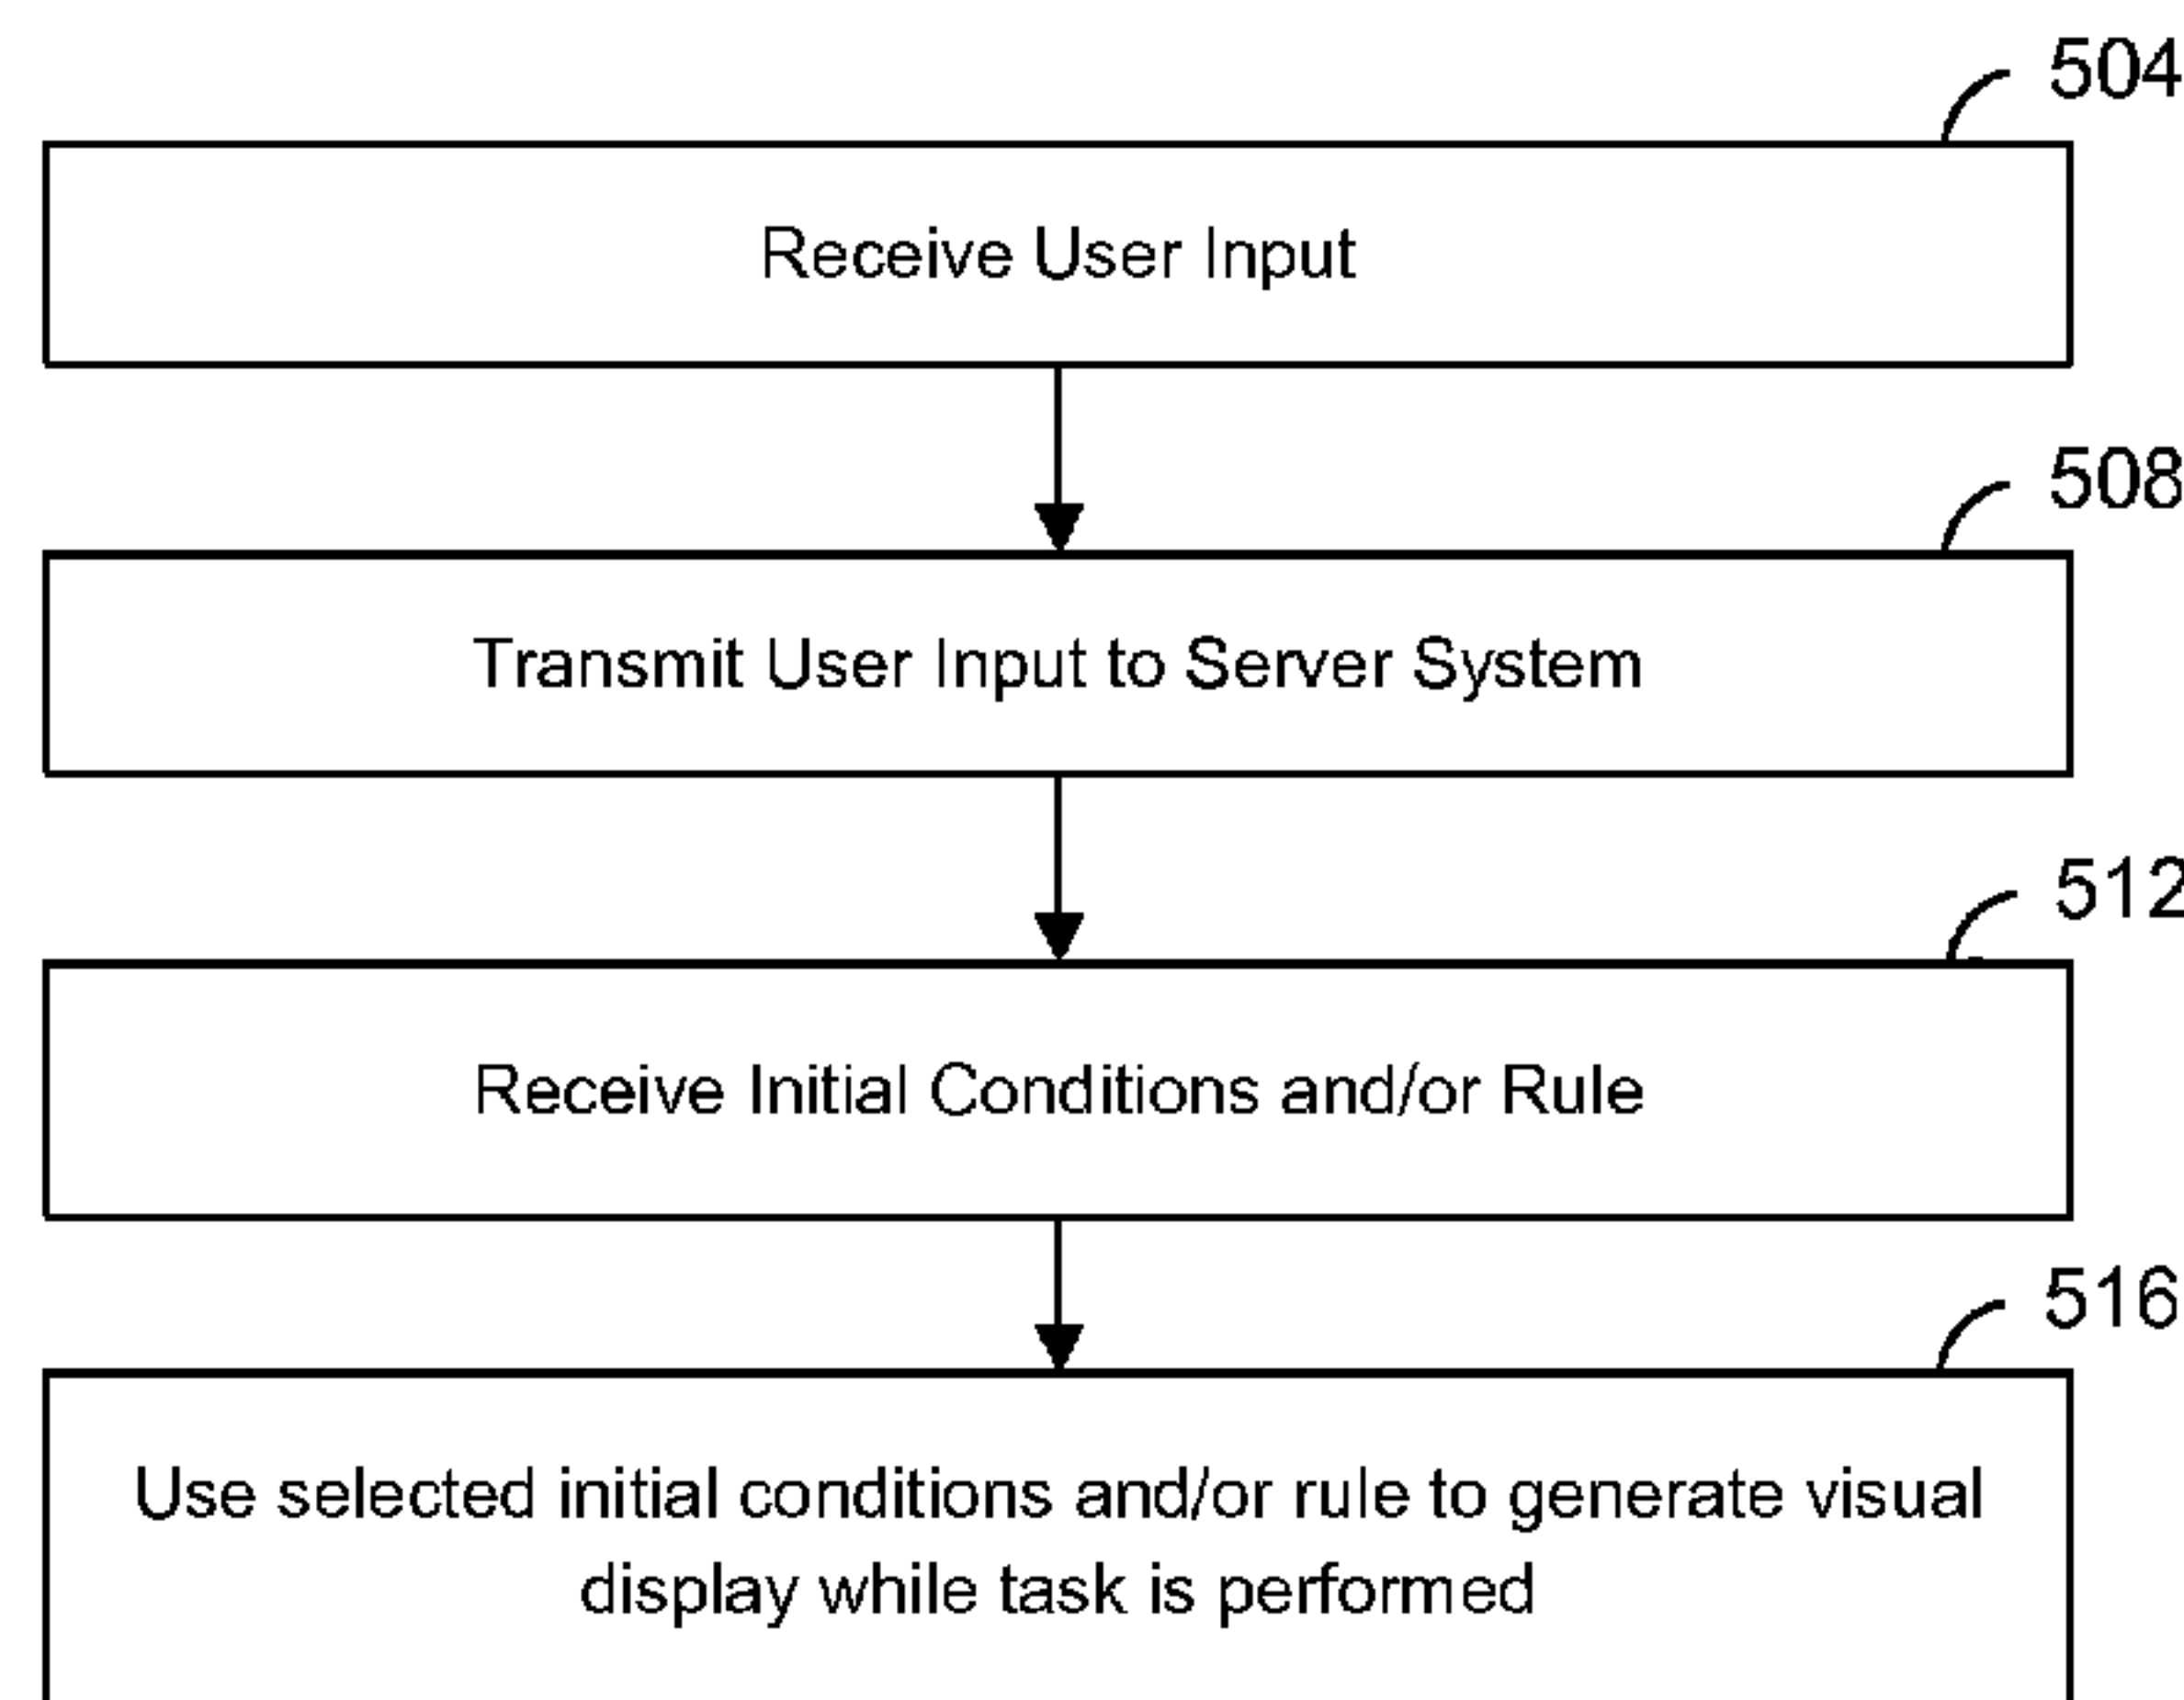 504
Receive User Input
508
Transmit User Input to Server System
512
Receive Initial Conditions and/or Rule
516
Use selected initial conditions and/or rule to generate visual
display while task is performed